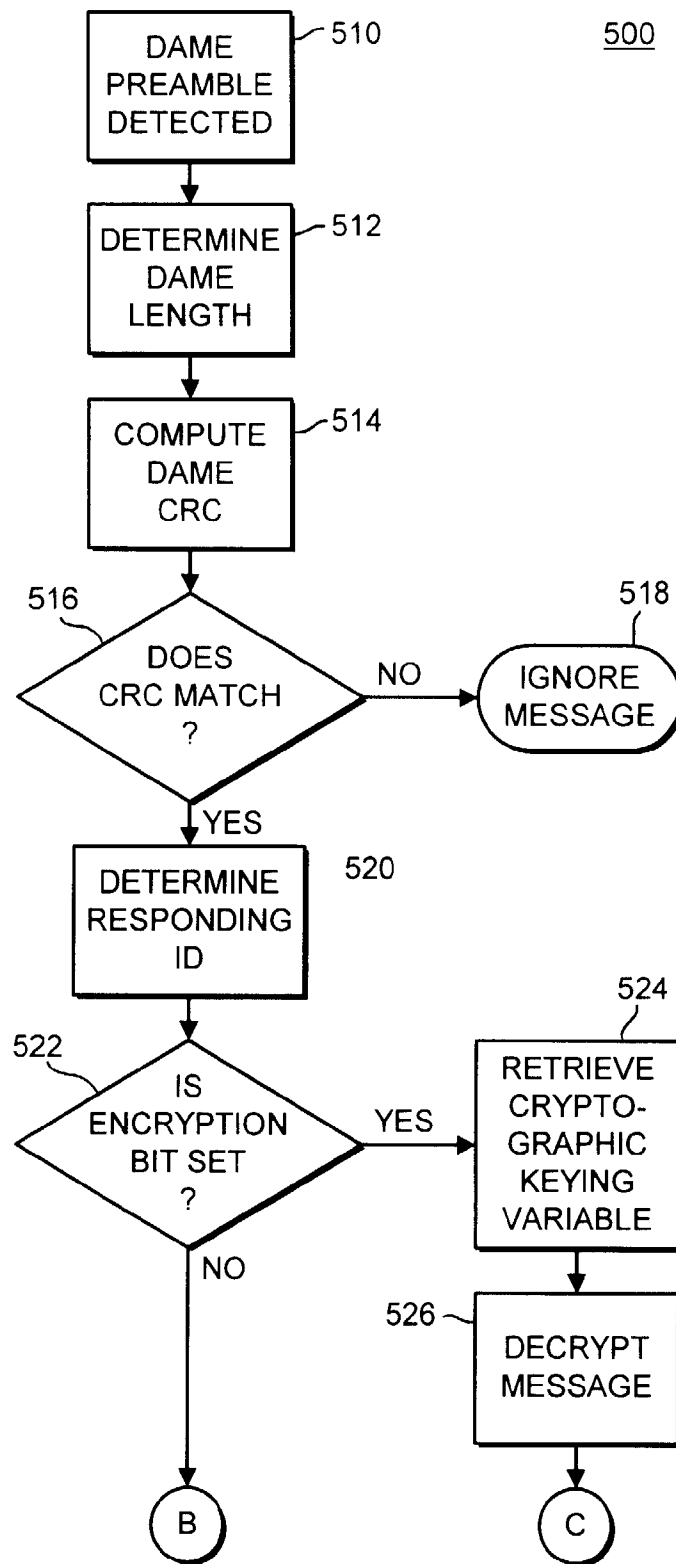 510
500
DAME
PREAMBLE
DETECTED
512
DETERMINE
DAME
LENGTH
514
COMPUTE
DAME
CRC
516
DOES
CRC MATCH
?
NO
518
IGNORE
MESSAGE
YES
520
DETERMINE
RESPONDING
ID
522
IS
ENCRYPTION
BIT SET
?
YES
524
RETRIEVE
CRYPTO-
GRAPHIC
KEYING
VARIABLE
NO
526
DECRYPT
MESSAGE
B
C